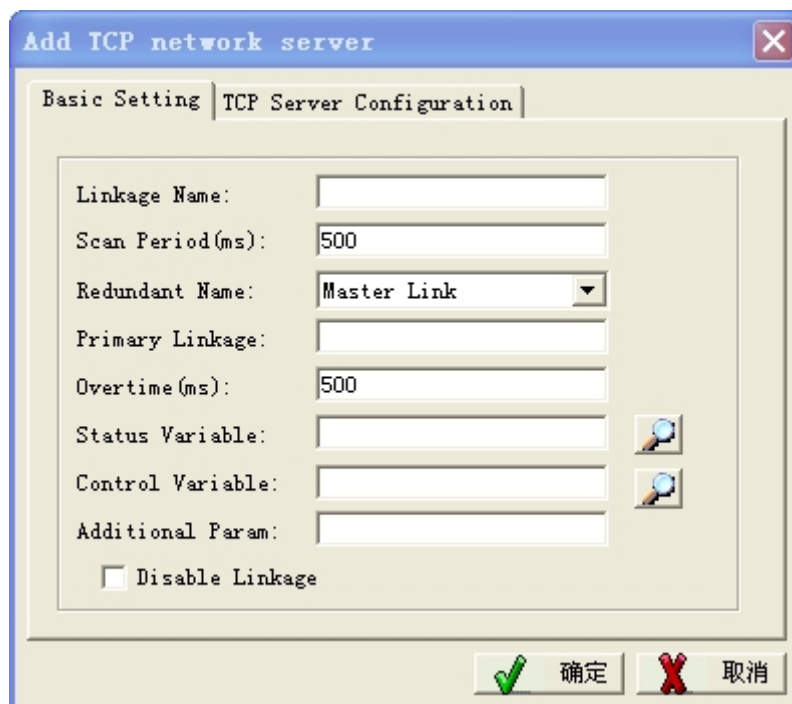 Add TCP network server
Basic Setting TCP Server Configuration
Linkage Name:
Scan Period(ms): 500
Redundant Name: Master Link
Primary Linkage:
Overtime(ms): 500
Status Variable:
Control Variable:
Additional Param:
Disable Linkage
确定 取消